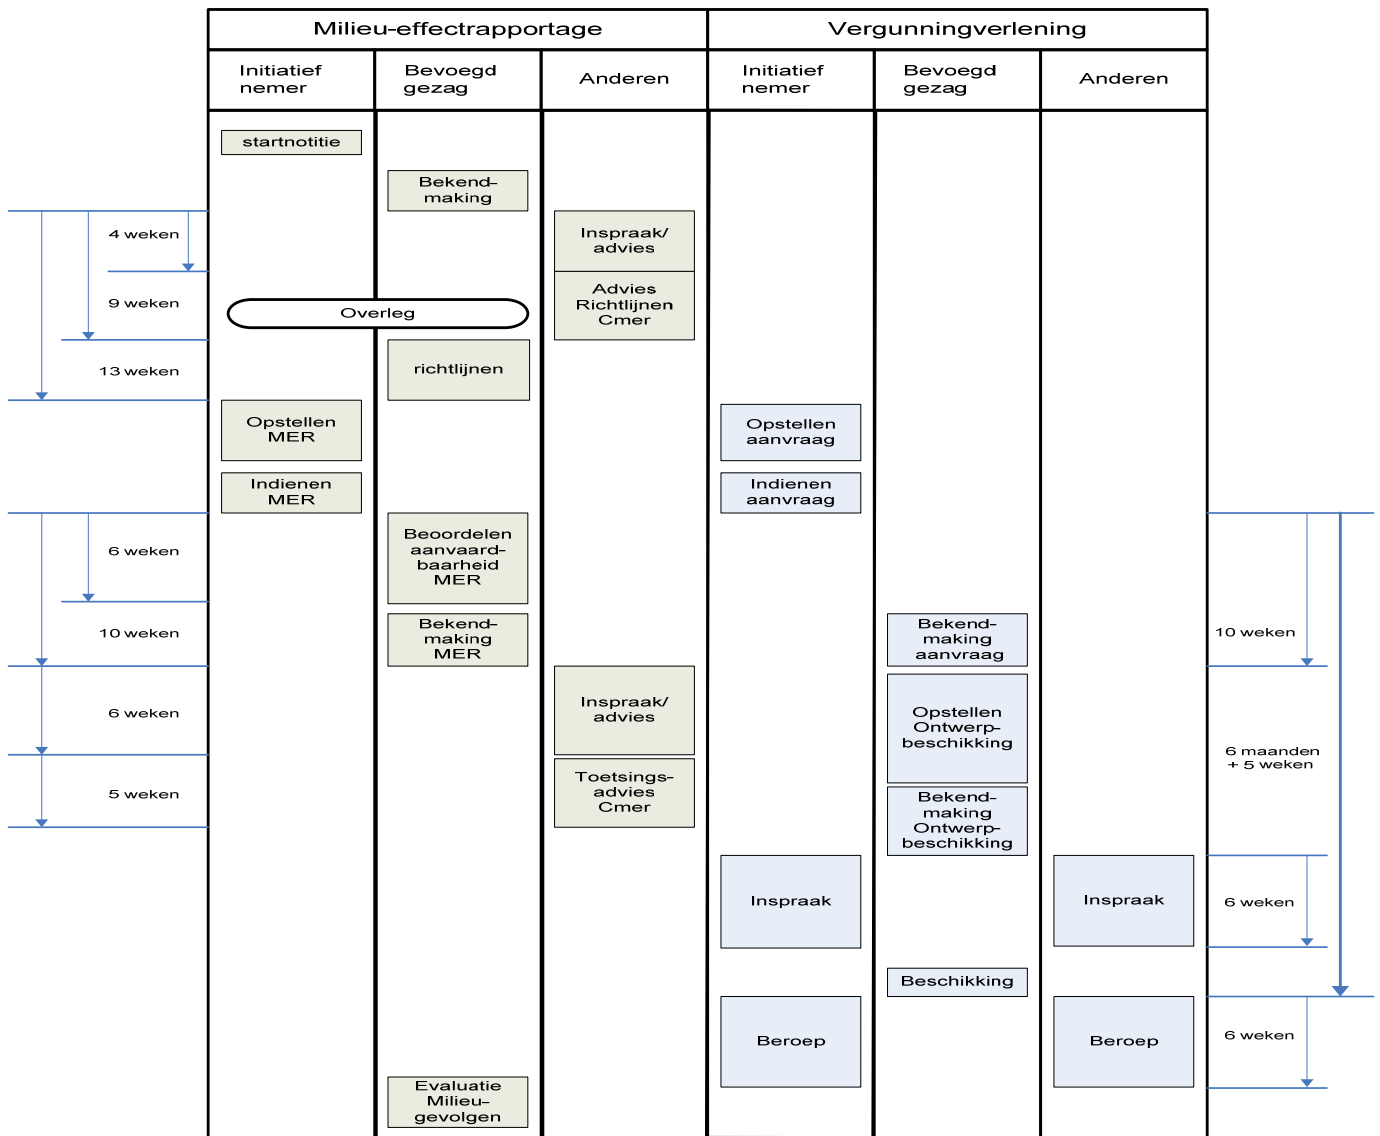 Milieu-effectrapportage
Vergunningverlening
Initiatief
nemer
Bevoegd
gezag
Anderen
Initiatief
nemer
Bevoegd
gezag
Anderen
startnotitie
Bekend-
making
4 weken
Inspraak/
advies
9 weken
Overleg
Advies
Richtlijnen
Cmer
13 weken
richtlijnen
Opstellen
MER
Opstellen
aanvraag
Indienen
MER
Indienen
aanvraag
6 weken
Beoordelen
aanvaard-
baarheid
MER
10 weken
Bekend-
making
MER
Bekend-
making
aanvraag
10 weken
6 weken
Inspraak/
advies
Opstellen
Ontwerp-
beschikking
6 maanden
+ 5 weken
5 weken
Toetsings-
advies
Cmer
Bekend-
making
Ontwerp-
beschikking
Inspraak
Inspraak
6 weken
Beschikking
Beroep
Beroep
6 weken
Evaluatie
Milieu-
gevolgen